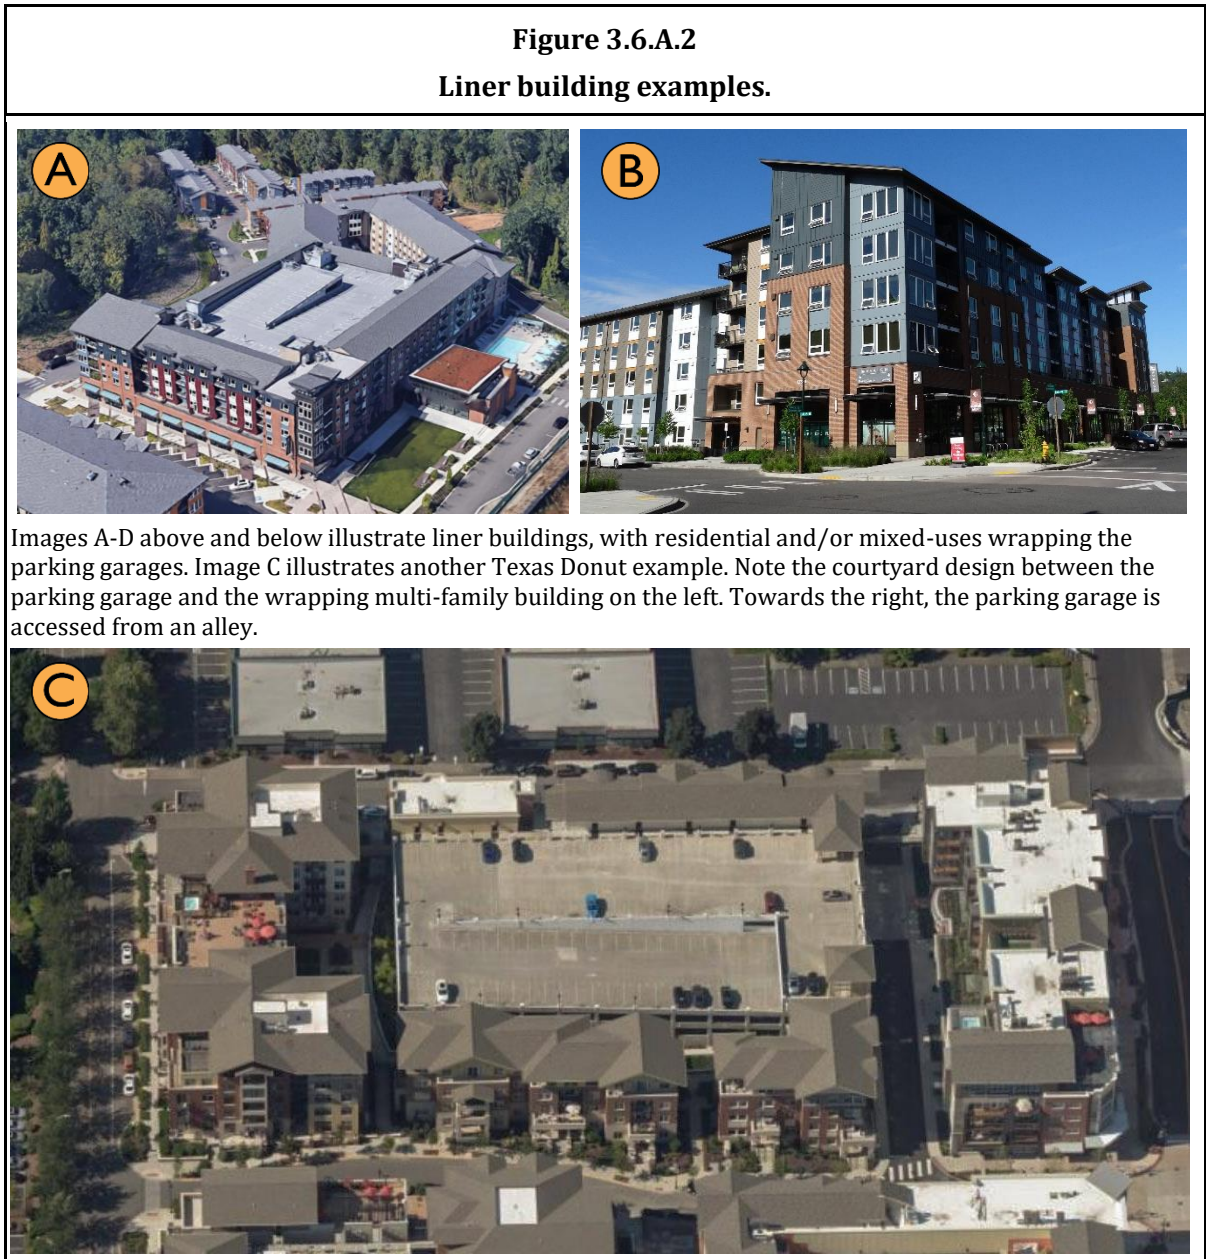 Figure 3.6.A.2
Liner building examples.
A
B
Images A-D above and below illustrate liner buildings, with residential and/or mixed-uses wrapping the
parking garages. Image C illustrates another Texas Donut example. Note the courtyard design between the
parking garage and the wrapping multi-family building on the left. Towards the right, the parking garage is
accessed from an alley.
C